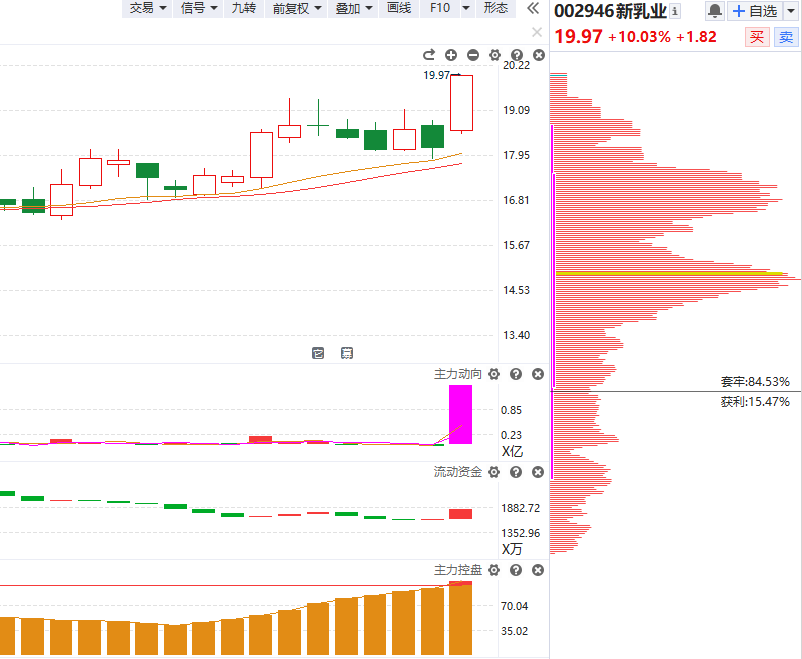 交易 信号 九转 前复权 叠加 画线 F10 形态
002946新乳业
自选
19.97 +10.03% +1.82
买 卖
20.22
19.97
19.09
17.95
16.81
15.67
14.53
13.40
主力动向
0.85
0.23
X亿
套牢:84.53%
获利:15.47%
流动资金
1882.72
1352.96
X万
主力控盘
70.04
35.02